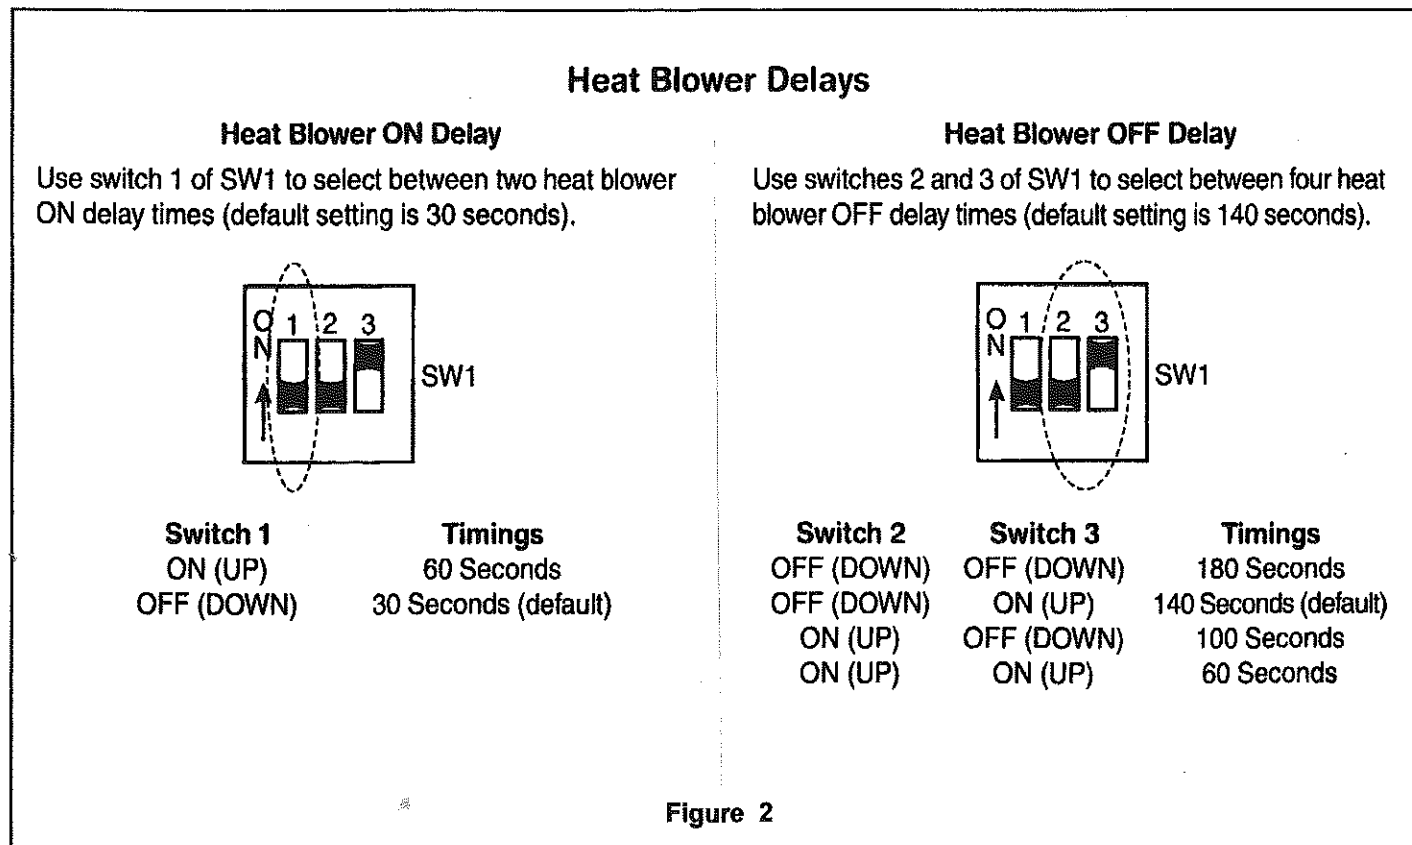 Heat Blower Delays
Heat Blower ON Delay
Use switch 1 of SW1 to select between two heat blower
ON delay times (default setting is 30 seconds).
ON
1 2 3
SW1
Switch 1 Timings
ON (UP) 60 Seconds
OFF (DOWN) 30 Seconds (default)
Heat Blower OFF Delay
Use switches 2 and 3 of SW1 to select between four heat
blower OFF delay times (default setting is 140 seconds).
ON
1 2 3
SW1
Switch 2 Switch 3 Timings
OFF (DOWN) OFF (DOWN) 180 Seconds
OFF (DOWN) ON (UP) 140 Seconds (default)
ON (UP) OFF (DOWN) 100 Seconds
ON (UP) ON (UP) 60 Seconds
Figure 2